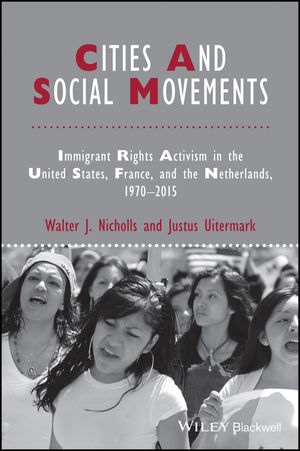 Cities And
Social Movements
Immigrant Rights Activism in the
United States, France, and the Netherlands,
1970–2015
Walter J. Nicholls and Justus Uitermark
WILEY Blackwell